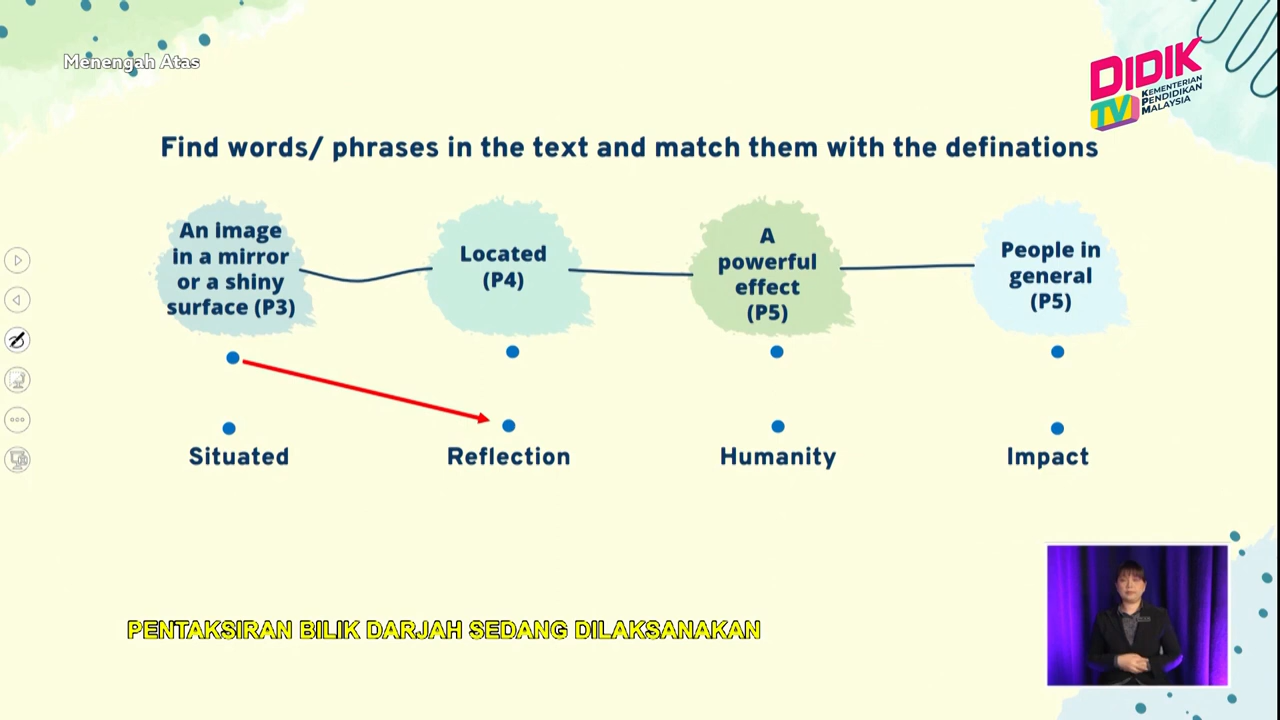 Menengah Atas
DIDIK
TV
KEMENTERIAN
PENDIDIKAN
MALAYSIA
Find words/ phrases in the text and match them with the definations
An image
in a mirror
or a shiny
surface (P3)
Located
(P4)
A
powerful
effect
(P5)
People in
general
(P5)
Situated
Reflection
Humanity
Impact
PENTAKSIRAN BILIK DARJAH SEDANG DILAKSANAKAN